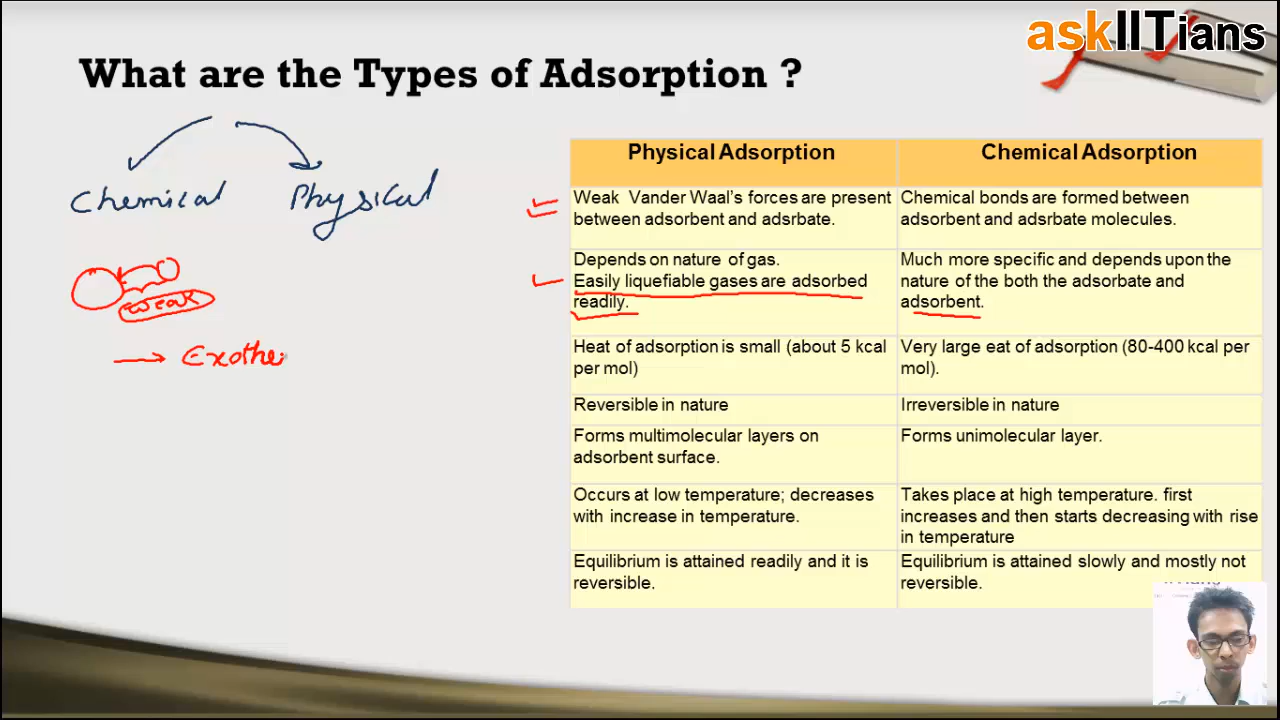 askIITians
What are the Types of Adsorption ?
Chemical Physical
weak
→ Exothe
Physical Adsorption
Chemical Adsorption
Weak Vander Waal's forces are present
between adsorbent and adsrbate.
Chemical bonds are formed between
adsorbent and adsrbate molecules.
Depends on nature of gas.
Easily liquefiable gases are adsorbed
readily.
Much more specific and depends upon the
nature of the both the adsorbate and
adsorbent.
Heat of adsorption is small (about 5 kcal
per mol)
Very large eat of adsorption (80-400 kcal per
mol).
Reversible in nature
Irreversible in nature
Forms multimolecular layers on
adsorbent surface.
Forms unimolecular layer.
Occurs at low temperature; decreases
with increase in temperature.
Takes place at high temperature. first
increases and then starts decreasing with rise
in temperature
Equilibrium is attained readily and it is
reversible.
Equilibrium is attained slowly and mostly not
reversible.